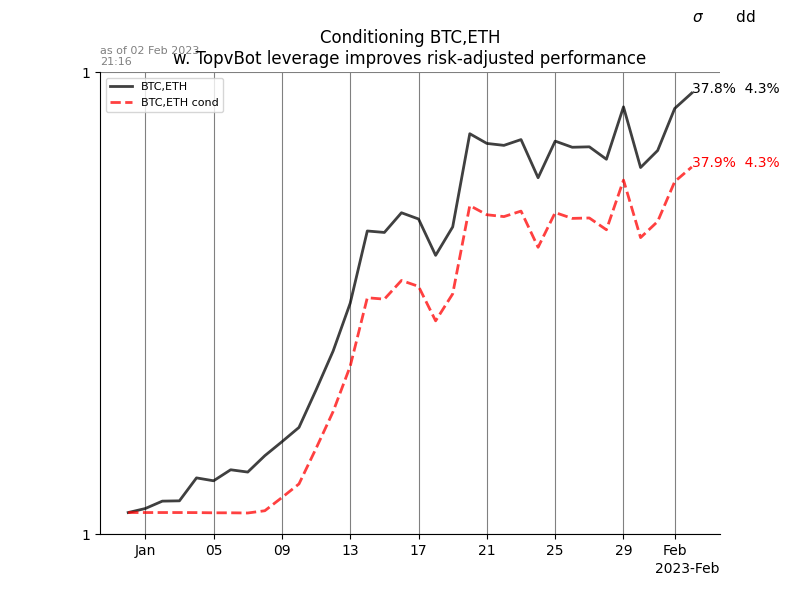 σ dd
Conditioning BTC,ETH
as of 02 Feb 2023
21:16
w. TopvBot leverage improves risk-adjusted performance
1
BTC,ETH
BTC,ETH cond
37.8% 4.3%
37.9% 4.3%
1
Jan 05 09 13 17 21 25 29 Feb
2023-Feb